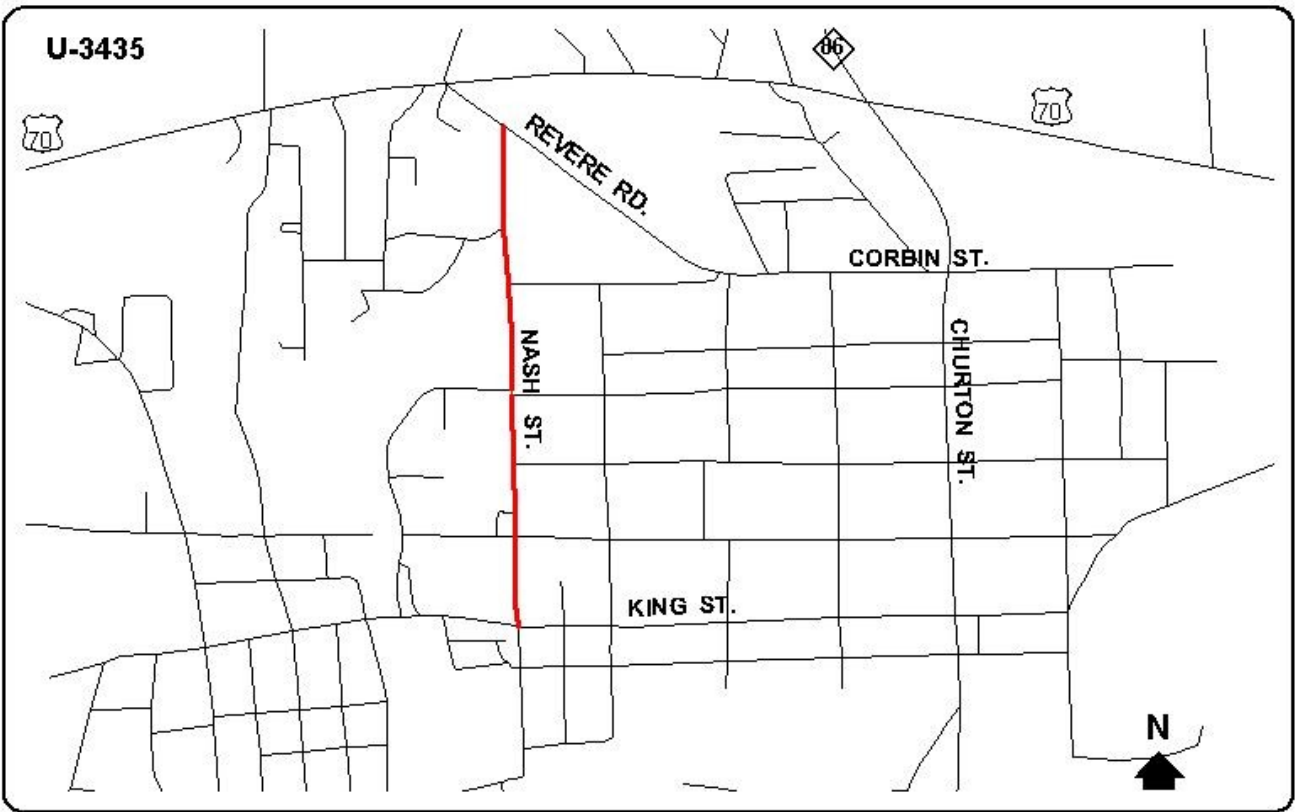 U-3435
86
70
70
REVERE RD.
CORBIN ST.
NASH ST.
CHURTON ST.
KING ST.
N